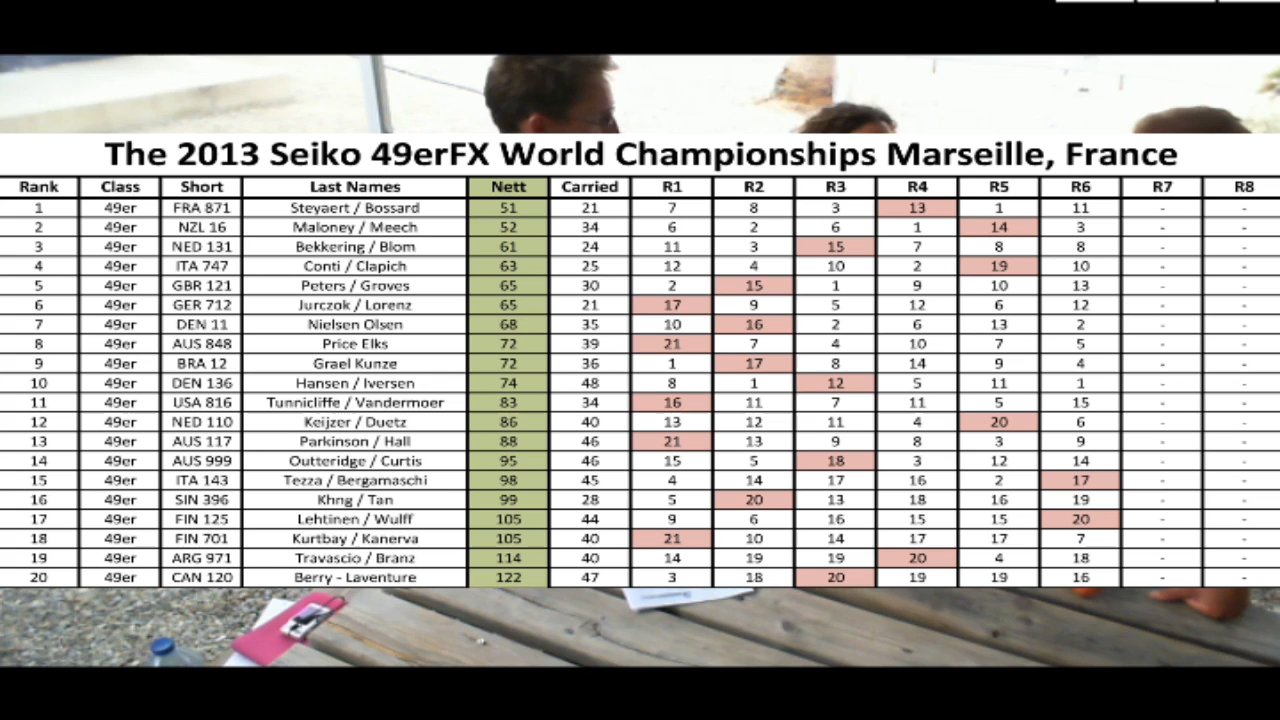 The 2013 Seiko 49erFX World Championships Marseille, France
Rank Class Short Last Names Nett Carried R1 R2 R3 R4 R5 R6 R7 R8
1 49er FRA 871 Steyaert / Bossard 51 21 7 8 3 13 1 11 - -
2 49er NZL 16 Maloney / Meech 52 34 6 2 6 1 14 3 - -
3 49er NED 131 Bekkering / Blom 61 24 11 3 15 7 8 8 - -
4 49er ITA 747 Conti / Clapich 63 25 12 4 10 2 19 10 - -
5 49er GBR 121 Peters / Groves 65 30 2 15 1 9 10 13 - -
6 49er GER 712 Jurczok / Lorenz 65 21 17 9 5 12 6 12 - -
7 49er DEN 11 Nielsen Olsen 68 35 10 16 2 6 13 2 - -
8 49er AUS 848 Price Elks 72 39 21 7 4 10 7 5 - -
9 49er BRA 12 Grael Kunze 72 36 1 17 8 14 9 4 - -
10 49er DEN 136 Hansen / Iversen 74 48 8 1 12 5 11 1 - -
11 49er USA 816 Tunnicliffe / Vandermoer 83 34 16 11 7 11 5 15 - -
12 49er NED 110 Keijzer / Duetz 86 40 13 12 11 4 20 6 - -
13 49er AUS 117 Parkinson / Hall 88 46 21 13 9 8 3 9 - -
14 49er AUS 999 Outteridge / Curtis 95 46 15 5 18 3 12 14 - -
15 49er ITA 143 Tezza / Bergamaschi 98 45 4 14 17 16 2 17 - -
16 49er SIN 396 Khng / Tan 99 28 5 20 13 18 16 19 - -
17 49er FIN 125 Lehtinen / Wulff 105 44 9 6 16 15 15 20 - -
18 49er FIN 701 Kurtbay / Kanerva 105 40 21 10 14 17 17 7 - -
19 49er ARG 971 Travascio / Branz 114 40 14 19 19 20 4 18 - -
20 49er CAN 120 Berry - Laventure 122 47 3 18 20 19 19 16 - -